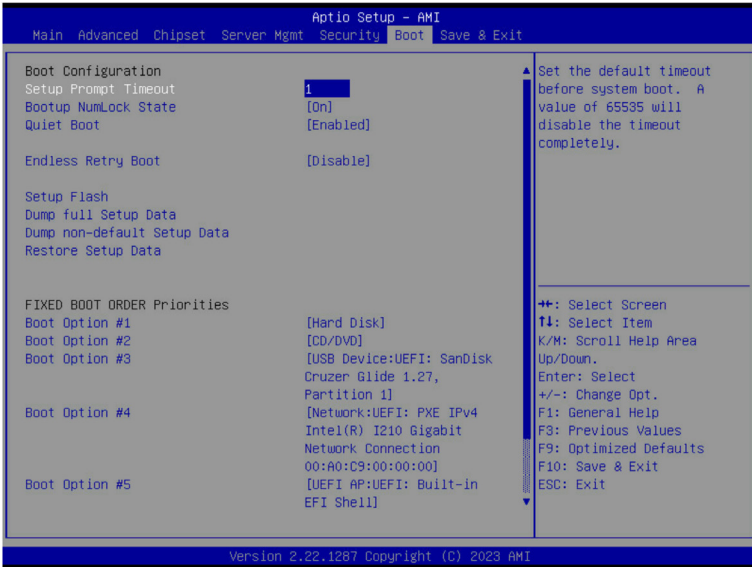 Aptio Setup – AMI
Main Advanced Chipset Server Mgmt Security Boot Save & Exit
Boot Configuration
Setup Prompt Timeout 1
Bootup NumLock State [On]
Quiet Boot [Enabled]
Endless Retry Boot [Disable]
Setup Flash
Dump full Setup Data
Dump non-default Setup Data
Restore Setup Data
FIXED BOOT ORDER Priorities
Boot Option #1 [Hard Disk]
Boot Option #2 [CD/DVD]
Boot Option #3 [USB Device:UEFI: SanDisk
Cruzer Glide 1.27,
Partition 1]
Boot Option #4 [Network:UEFI: PXE IPv4
Intel(R) I210 Gigabit
Network Connection
00:A0:C9:00:00:00]
Boot Option #5 [UEFI AP:UEFI: Built-in
EFI Shell]
Set the default timeout
before system boot. A
value of 65535 will
disable the timeout
completely.
→←: Select Screen
↑↓: Select Item
K/M: Scroll Help Area
Up/Down.
Enter: Select
+/-: Change Opt.
F1: General Help
F3: Previous Values
F9: Optimized Defaults
F10: Save & Exit
ESC: Exit
Version 2.22.1287 Copyright (C) 2023 AMI